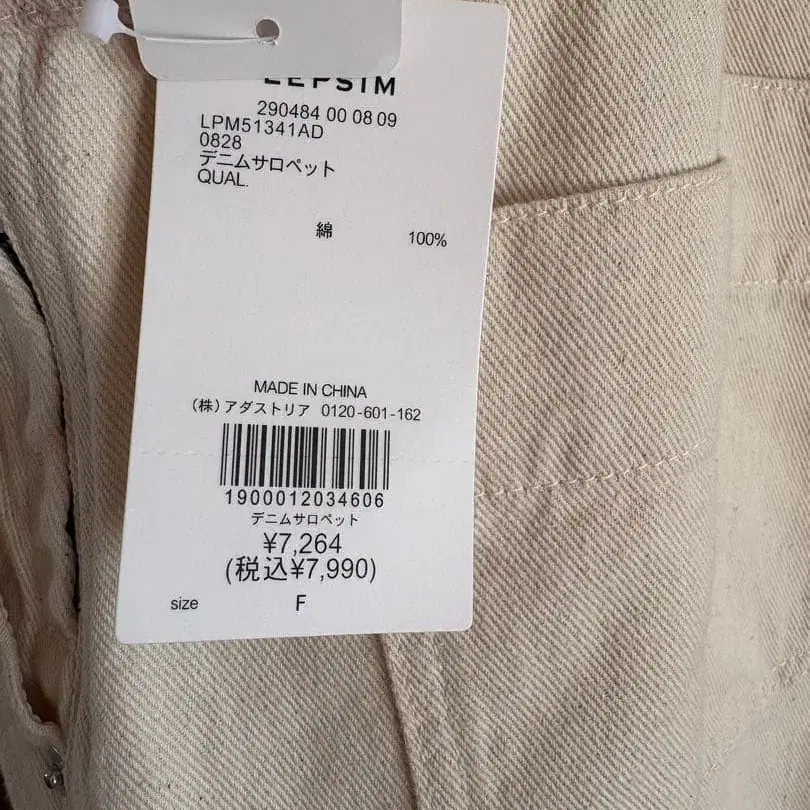 LEPSIM
290484 00 08 09
LPM51341AD
0828
デニムサロペット
QUAL.
綿 100%
MADE IN CHINA
(株)アダストリア 0120-601-162
1900012034606
デニムサロペット
¥7,264
(税込¥7,990)
size F